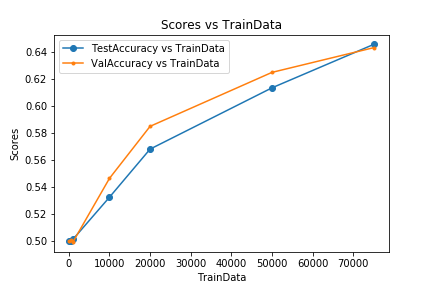 Scores vs TrainData
TestAccuracy vs TrainData
ValAccuracy vs TrainData
Scores
0.64
0.62
0.60
0.58
0.56
0.54
0.52
0.50
0 10000 20000 30000 40000 50000 60000 70000
TrainData